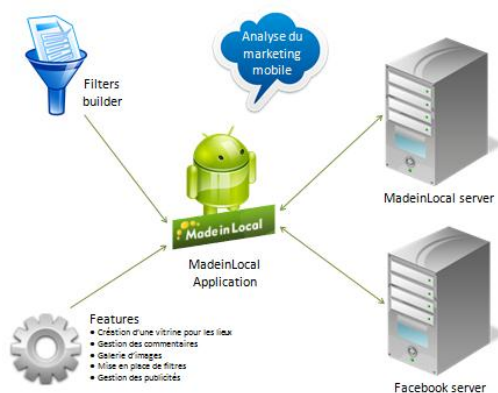 Analyse du
marketing
mobile
Filters
builder
MadeinLocal server
Made in Local
MadeinLocal
Application
Features
• Création d'une vitrine pour les lieux
• Gestion des commentaires
• Galerie d'images
• Mise en place de filtres
• Gestion des publicités
Facebook server